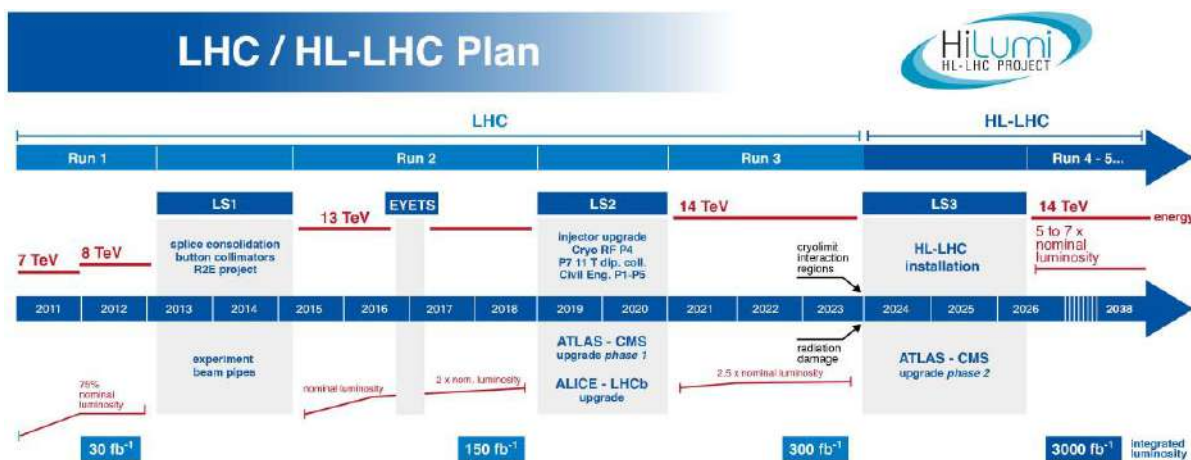 LHC / HL-LHC Plan
HiLumi
HL-LHC PROJECT
LHC
HL-LHC
Run 1
Run 2
Run 3
Run 4 - 5...
LS1
EYETS
LS2
LS3
7 TeV
8 TeV
13 TeV
14 TeV
14 TeV
energy
splice consolidation
button collimators
R2E project
injector upgrade
Cryo RF P4
P7 11 T dip. coll.
Civil Eng. P1-P5
cryolimit
interaction
regions
HL-LHC
installation
5 to 7 x
nominal
luminosity
2011 2012 2013 2014 2015 2016 2017 2018 2019 2020 2021 2022 2023 2024 2025 2026 2038
experiment
beam pipes
ATLAS - CMS
upgrade phase 1
ALICE - LHCb
upgrade
radiation
damage
ATLAS - CMS
upgrade phase 2
75%
nominal
luminosity
nominal luminosity
2 x nom. luminosity
2.5 x nominal luminosity
30 fb⁻¹
150 fb⁻¹
300 fb⁻¹
3000 fb⁻¹
integrated
luminosity